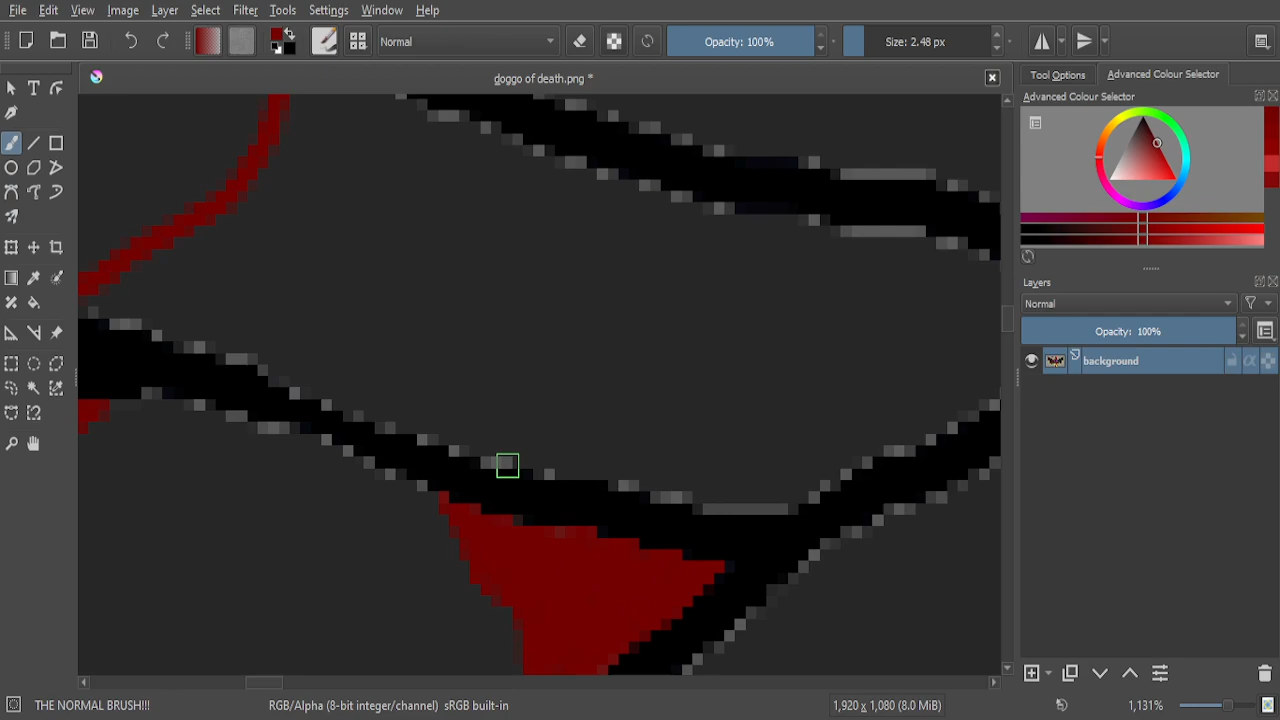 File Edit View Image Layer Select Filter Tools Settings Window Help
Normal Opacity: 100% Size: 2.48 px
doggo of death.png *
Tool Options Advanced Colour Selector
Advanced Colour Selector
Layers
Normal
Opacity: 100%
background
THE NORMAL BRUSH!!! RGB/Alpha (8-bit integer/channel) sRGB built-in 1,920 x 1,080 (8.0 MiB) 1,131%